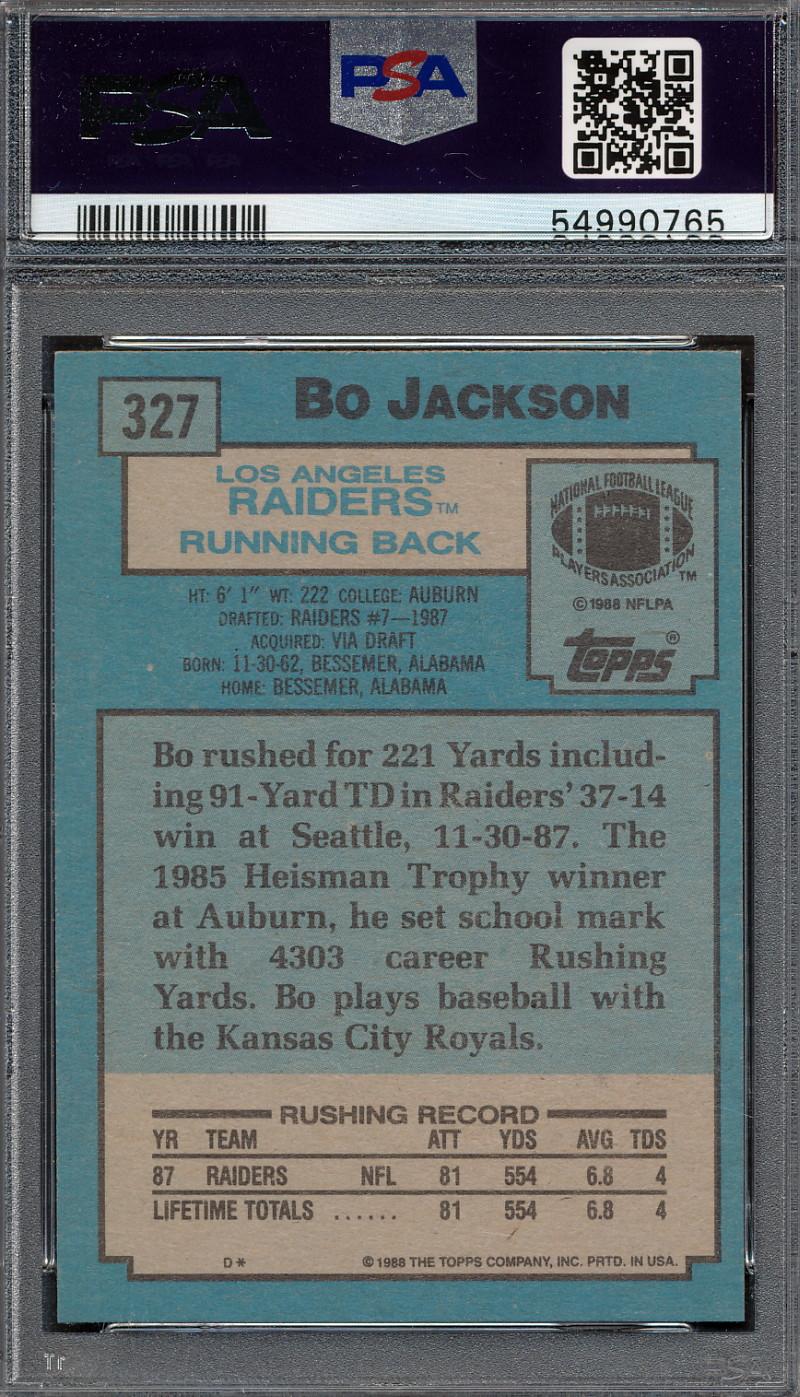 PSA
PSA
PSA PSA PSA
54990765
327
BO JACKSON
LOS ANGELES
RAIDERS™
RUNNING BACK
NATIONAL FOOTBALL LEAGUE
PLAYERS ASSOCIATION™
© 1988 NFLPA
Topps®
HT: 6' 1" WT: 222 COLLEGE: AUBURN
DRAFTED: RAIDERS #7—1987
ACQUIRED: VIA DRAFT
BORN: 11-30-62, BESSEMER, ALABAMA
HOME: BESSEMER, ALABAMA
Bo rushed for 221 Yards includ-
ing 91-Yard TD in Raiders' 37-14
win at Seattle, 11-30-87. The
1985 Heisman Trophy winner
at Auburn, he set school mark
with 4303 career Rushing
Yards. Bo plays baseball with
the Kansas City Royals.
RUSHING RECORD
YR TEAM ATT YDS AVG TDS
87 RAIDERS NFL 81 554 6.8 4
LIFETIME TOTALS ...... 81 554 6.8 4
D* © 1988 THE TOPPS COMPANY, INC. PRTD. IN USA.